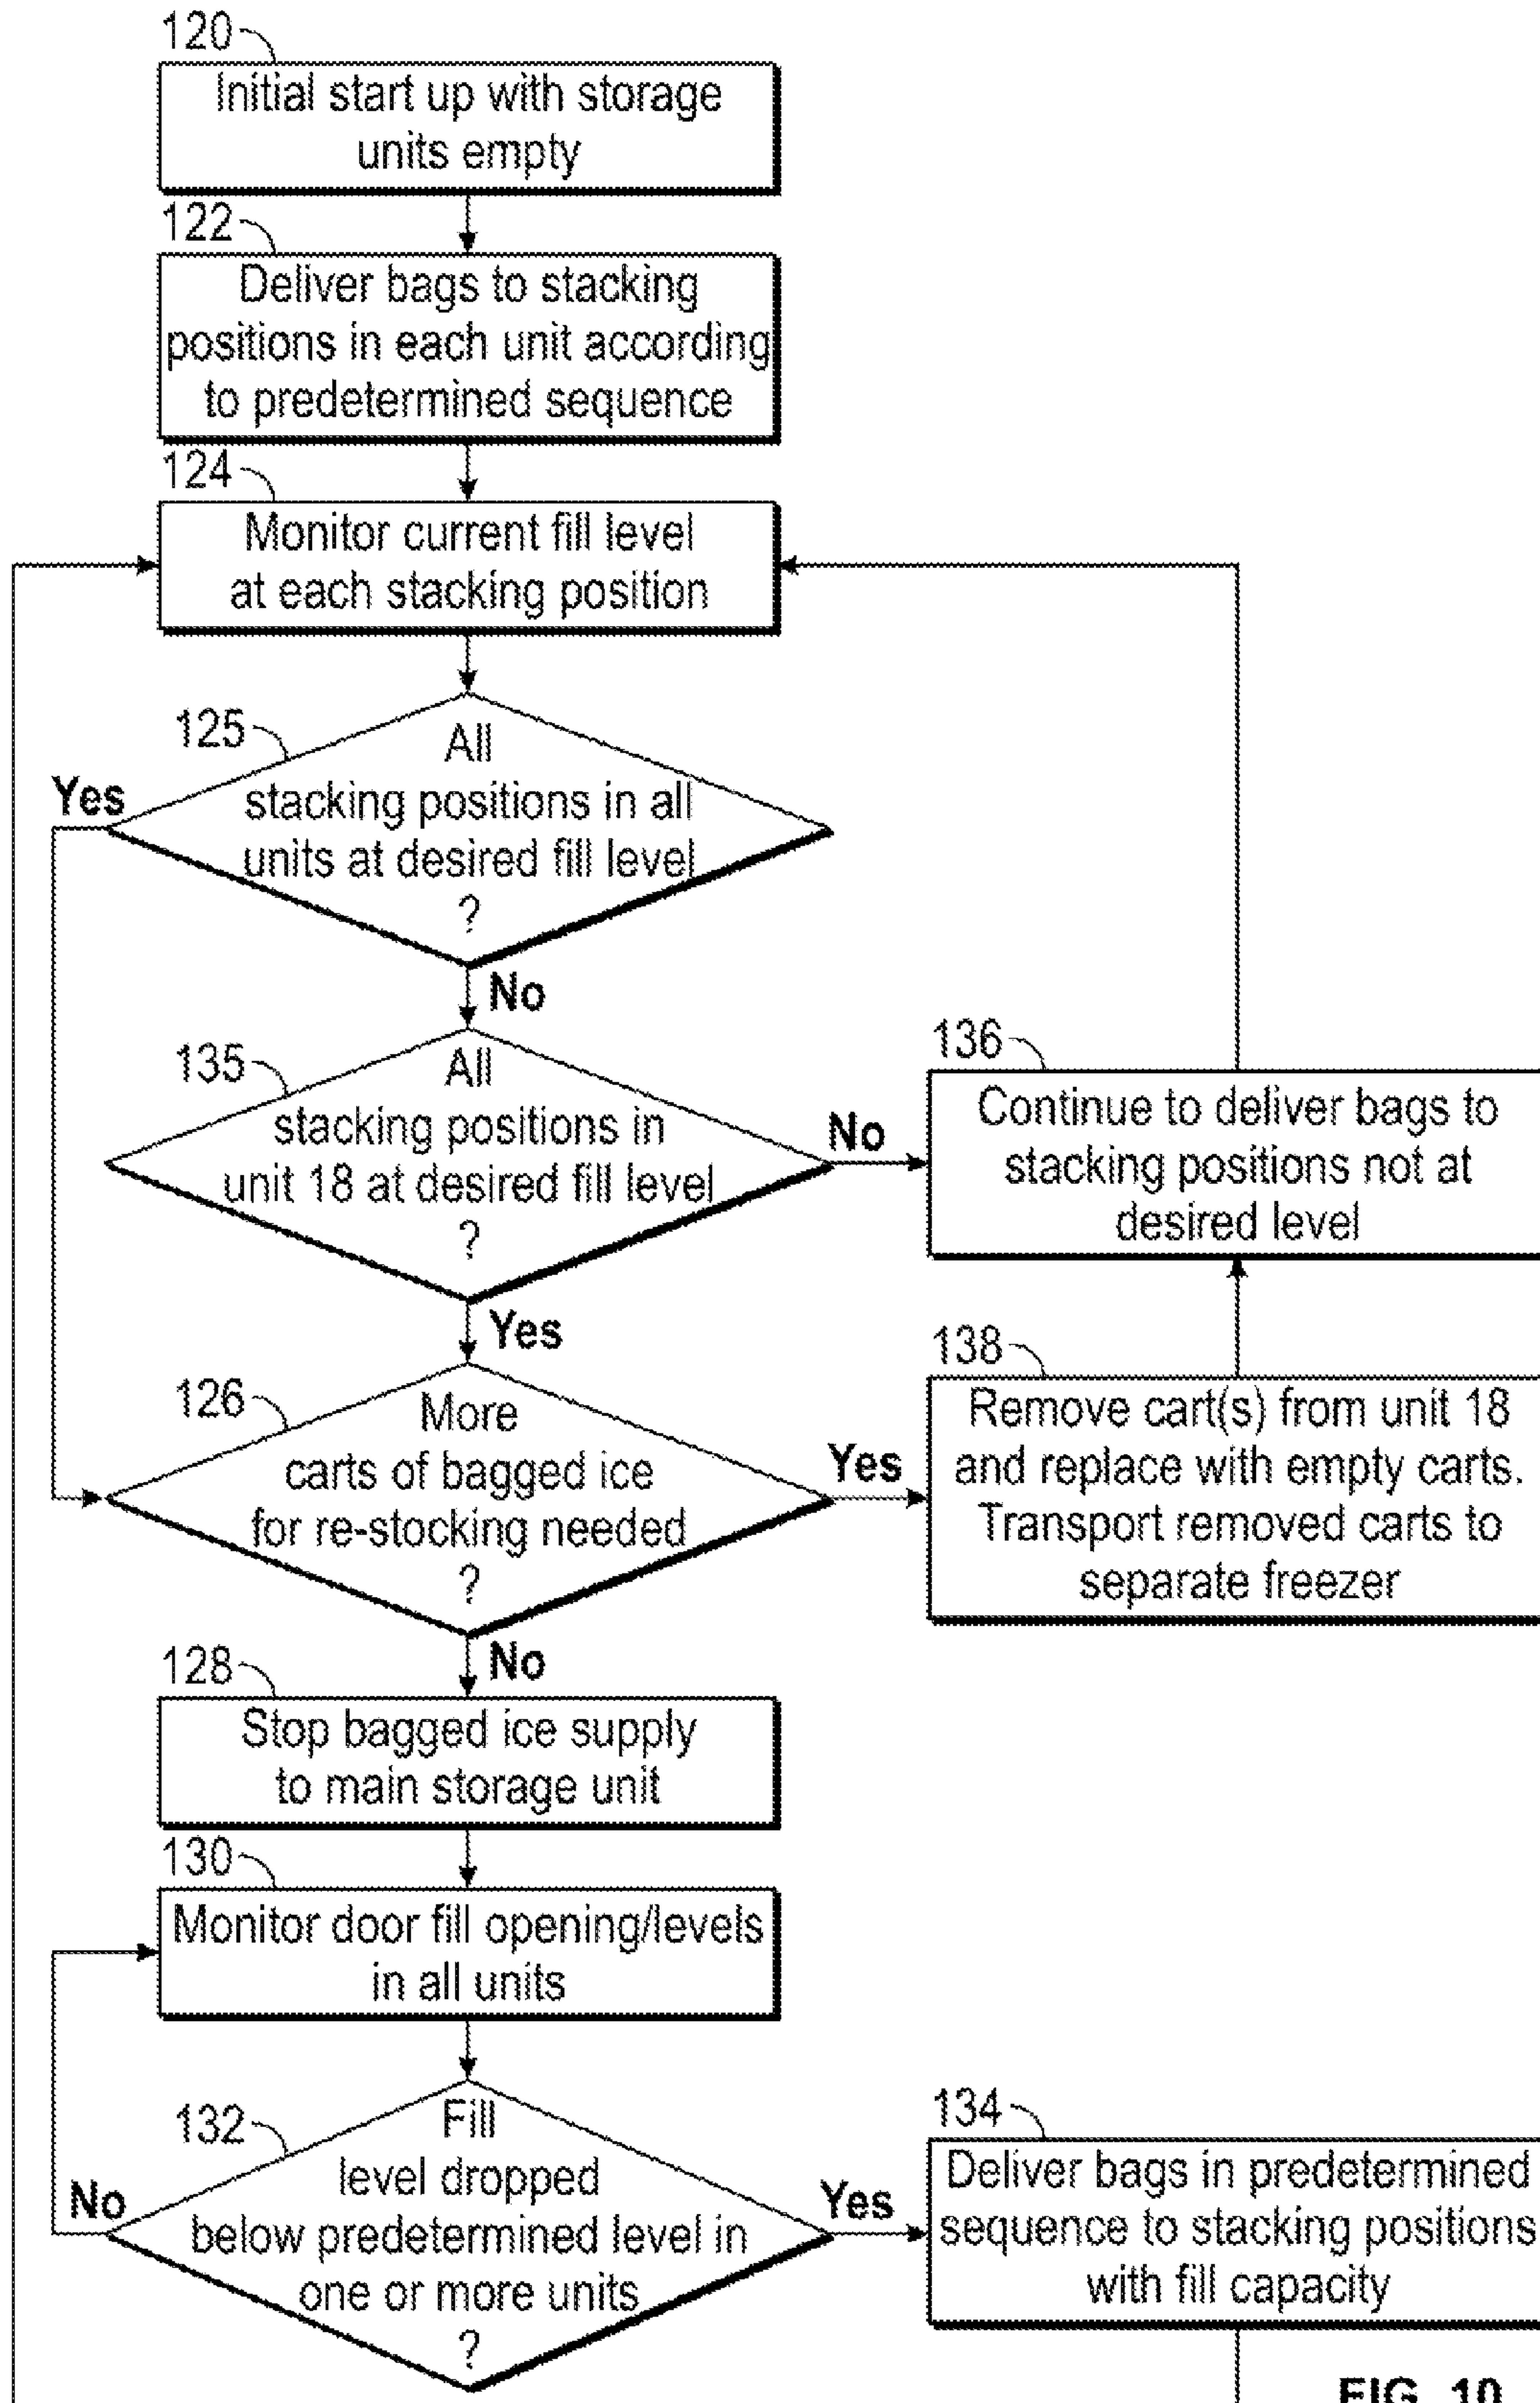 120
Initial start up with storage
units empty
122
Deliver bags to stacking
positions in each unit according
to predetermined sequence
124
Monitor current fill level
at each stacking position
125
All
stacking positions in all
units at desired fill level
?
Yes
No
135
All
stacking positions in
unit 18 at desired fill level
?
No
Yes
136
Continue to deliver bags to
stacking positions not at
desired level
126
More
carts of bagged ice
for re-stocking needed
?
Yes
No
138
Remove cart(s) from unit 18
and replace with empty carts.
Transport removed carts to
separate freezer
128
Stop bagged ice supply
to main storage unit
130
Monitor door fill opening/levels
in all units
132
Fill
level dropped
below predetermined level in
one or more units
?
No
Yes
134
Deliver bags in predetermined
sequence to stacking positions
with fill capacity
FIG. 10